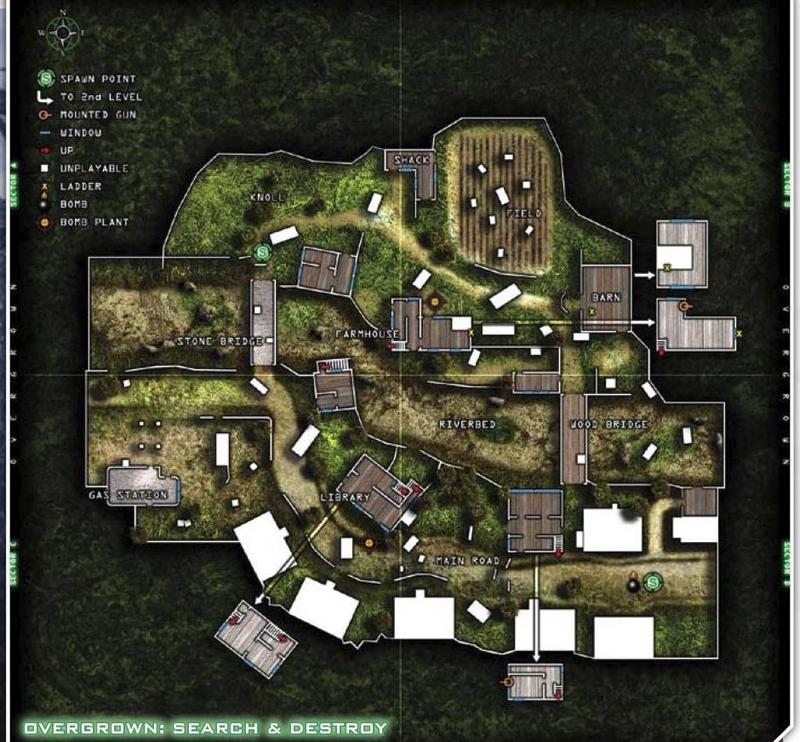 N
W E
S
S SPAWN POINT
TO 2nd LEVEL
MOUNTED GUN
WINDOW
UP
UNPLAYABLE
LADDER
BOMB
BOMB PLANT
SECTOR A
SECTOR B
SECTOR C
SECTOR D
OVERGROWN
OVERGROWN
SHACK
KNOLL
FIELD
S
BARN
STONE BRIDGE
FARMHOUSE
RIVERBED
WOOD BRIDGE
GAS STATION
LIBRARY
MAIN ROAD
S
OVERGROWN: SEARCH & DESTROY